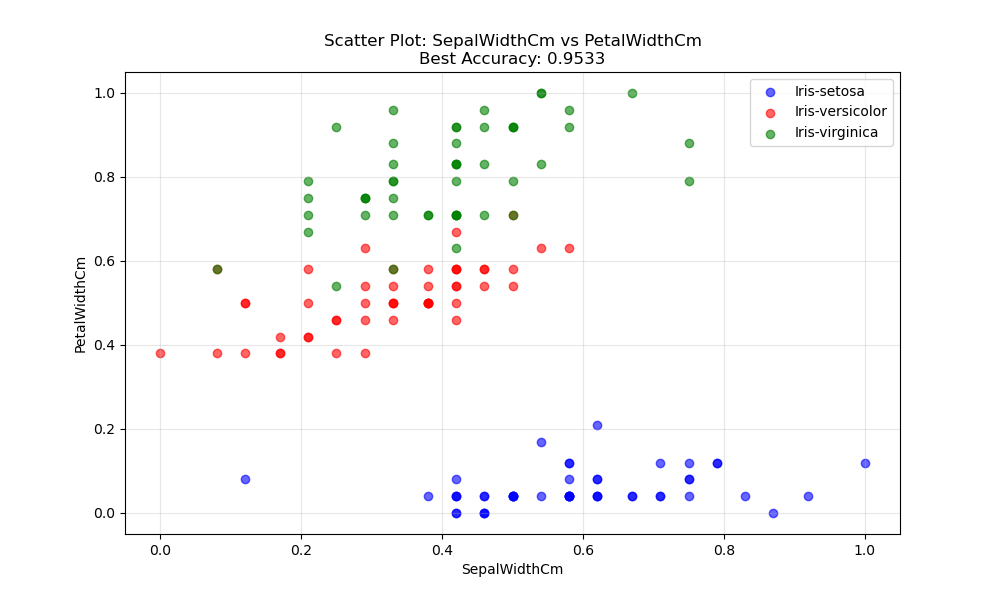 Scatter Plot: SepalWidthCm vs PetalWidthCm
Best Accuracy: 0.9533
Iris-setosa
Iris-versicolor
Iris-virginica
PetalWidthCm
1.0
0.8
0.6
0.4
0.2
0.0
0.0 0.2 0.4 0.6 0.8 1.0
SepalWidthCm